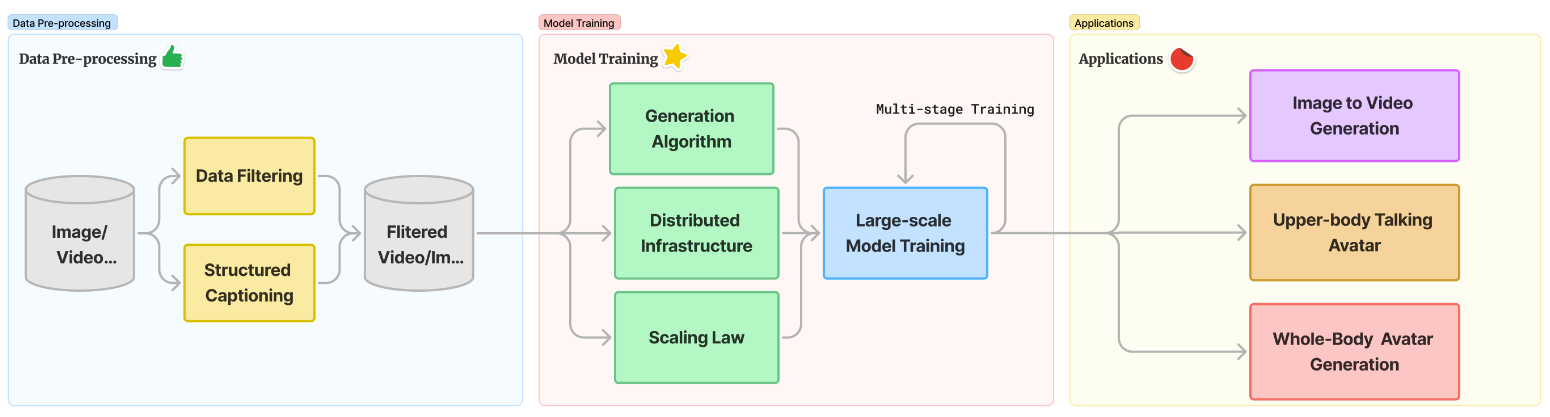 Data Pre-processing
Data Pre-processing
Image/
Video...
Data Filtering
Structured
Captioning
Flitered
Video/Im...
Model Training
Model Training
Generation
Algorithm
Distributed
Infrastructure
Scaling Law
Multi-stage Training
Large-scale
Model Training
Applications
Applications
Image to Video
Generation
Upper-body Talking
Avatar
Whole-Body Avatar
Generation